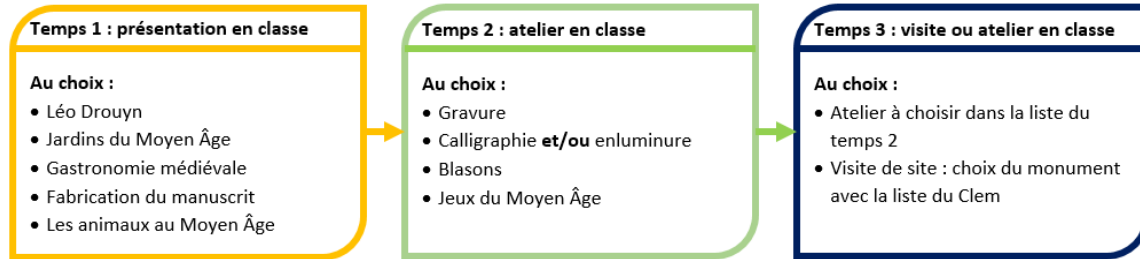 Temps 1 : présentation en classe
Au choix :
• Léo Drouyn
• Jardins du Moyen Âge
• Gastronomie médiévale
• Fabrication du manuscrit
• Les animaux au Moyen Âge
Temps 2 : atelier en classe
Au choix :
• Gravure
• Calligraphie et/ou enluminure
• Blasons
• Jeux du Moyen Âge
Temps 3 : visite ou atelier en classe
Au choix :
• Atelier à choisir dans la liste du
temps 2
• Visite de site : choix du monument
avec la liste du Clem